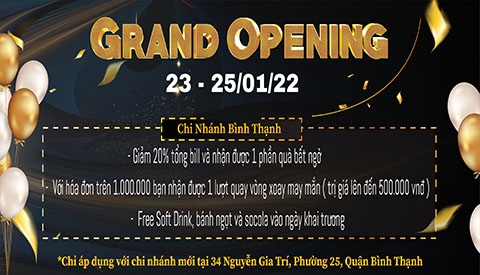 GRAND OPENING
23 - 25/01/22
Chi Nhánh Bình Thạnh
- Giảm 20% tổng bill và nhận được 1 phần quà bất ngờ
- Với hóa đơn trên 1.000.000 bạn nhận được 1 lượt quay vòng xoay may mắn ( trị giá lên đến 500.000 vnđ )
- Free Soft Drink, bánh ngọt và socola vào ngày khai trương
*Chỉ áp dụng với chi nhánh mới tại 34 Nguyễn Gia Trí, Phường 25, Quận Bình Thạnh